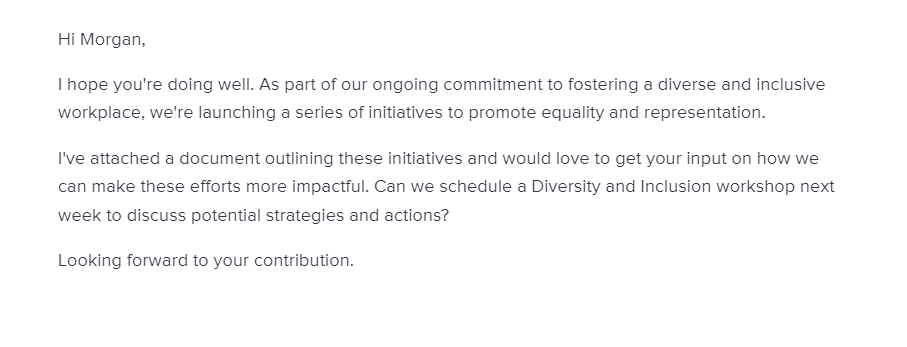 Hi Morgan,
I hope you're doing well. As part of our ongoing commitment to fostering a diverse and inclusive
workplace, we're launching a series of initiatives to promote equality and representation.
I've attached a document outlining these initiatives and would love to get your input on how we
can make these efforts more impactful. Can we schedule a Diversity and Inclusion workshop next
week to discuss potential strategies and actions?
Looking forward to your contribution.